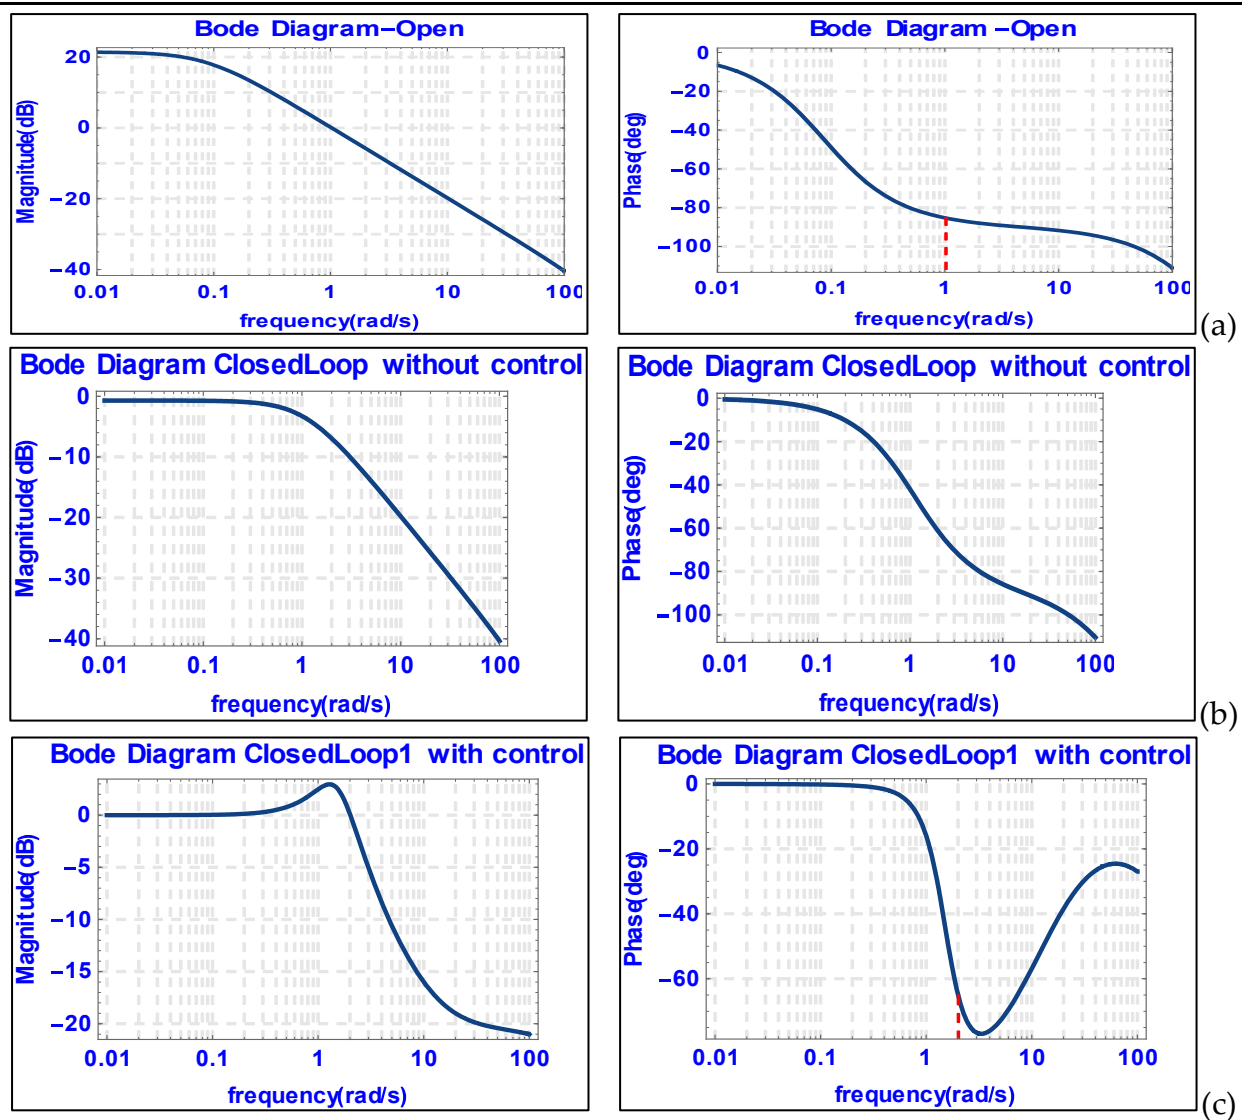 Bode Diagram–Open
Magnitude(dB)
20
0
−20
−40
0.01 0.1 1 10 100
frequency(rad/s)
Bode Diagram –Open
Phase(deg)
0
−20
−40
−60
−80
−100
0.01 0.1 1 10 100
frequency(rad/s)
(a)
Bode Diagram ClosedLoop without control
Magnitude(dB)
0
−10
−20
−30
−40
0.01 0.1 1 10 100
frequency(rad/s)
Bode Diagram ClosedLoop without control
Phase(deg)
0
−20
−40
−60
−80
−100
0.01 0.1 1 10 100
frequency(rad/s)
(b)
Bode Diagram ClosedLoop1 with control
Magnitude(dB)
0
−5
−10
−15
−20
0.01 0.1 1 10 100
frequency(rad/s)
Bode Diagram ClosedLoop1 with control
Phase(deg)
0
−20
−40
−60
0.01 0.1 1 10 100
frequency(rad/s)
(c)